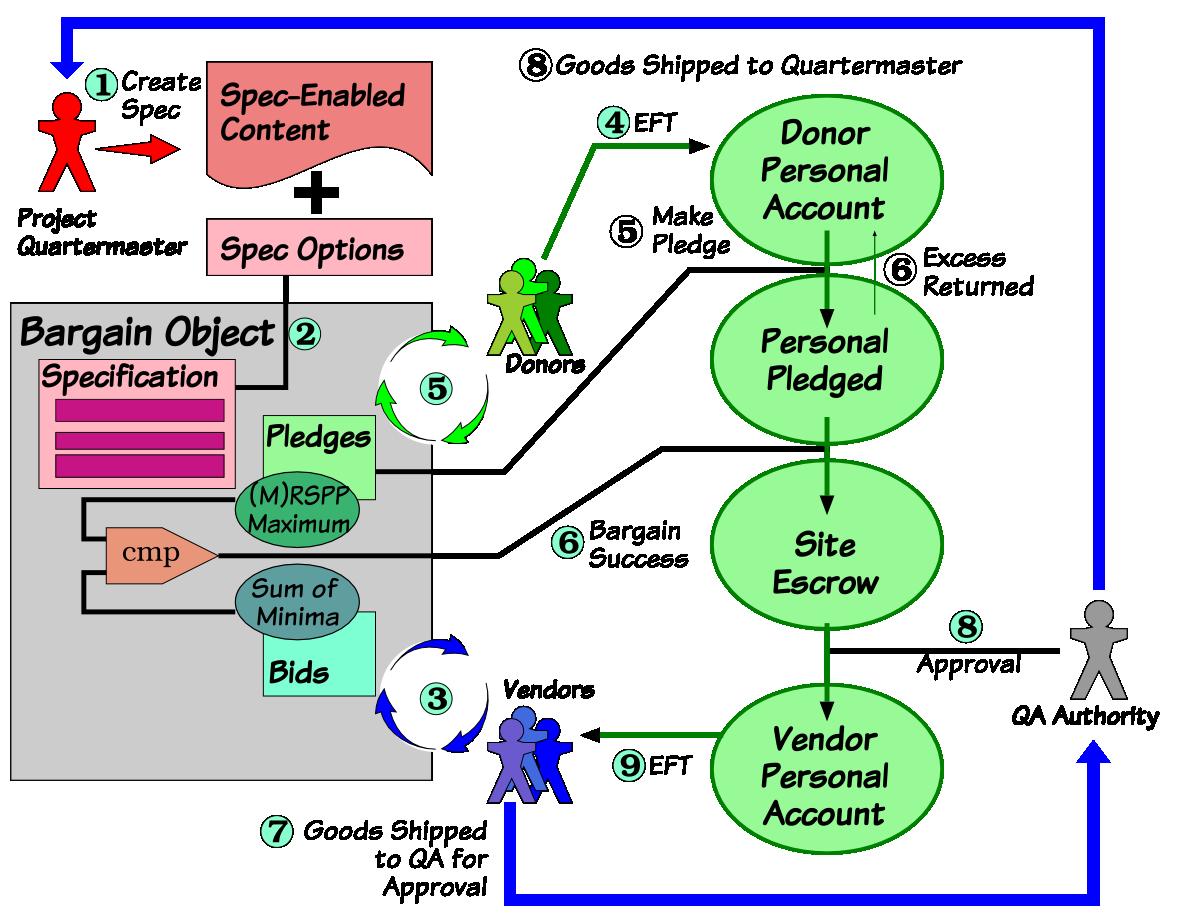 1 Create
Spec
Project
Quartermaster
Spec-Enabled
Content
Spec Options
8 Goods Shipped to Quartermaster
4 EFT
Donor
Personal
Account
5 Make
Pledge
6 Excess
Returned
Donors
Personal
Pledged
Bargain Object 2
Specification
5
Pledges
(M)RSPP
Maximum
cmp
Sum of
Minima
Bids
6 Bargain
Success
Site
Escrow
3
Vendors
8
Approval
QA Authority
9 EFT
Vendor
Personal
Account
7 Goods Shipped
to QA for
Approval